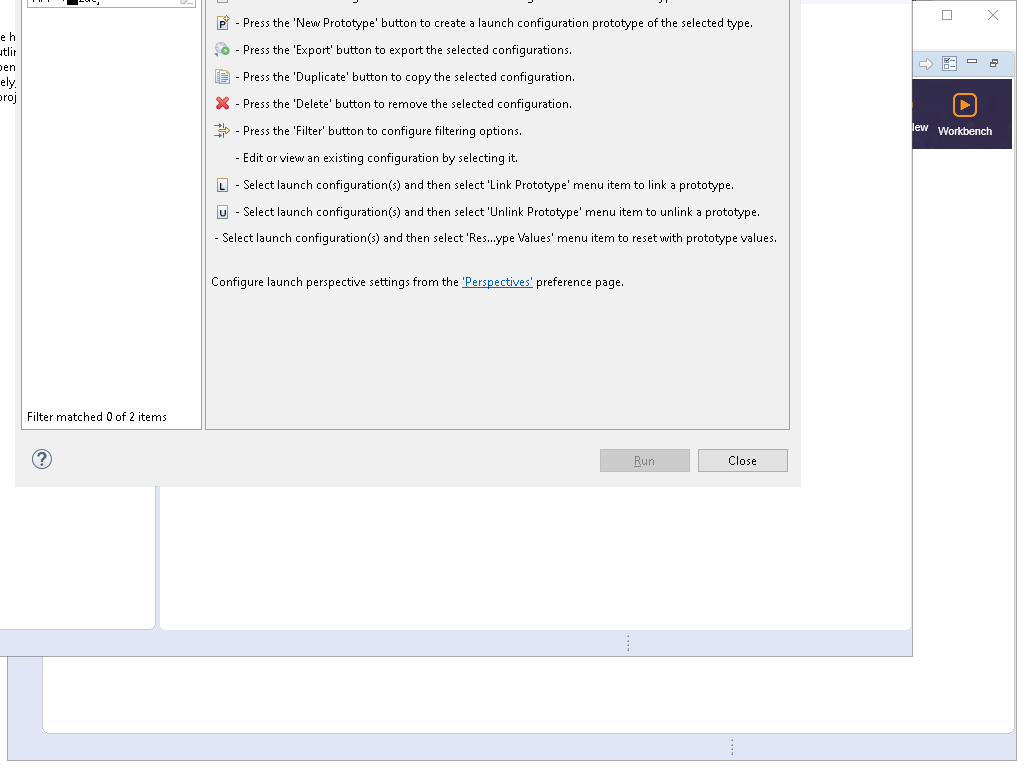 - Press the 'New Prototype' button to create a launch configuration prototype of the selected type.
- Press the 'Export' button to export the selected configurations.
- Press the 'Duplicate' button to copy the selected configuration.
- Press the 'Delete' button to remove the selected configuration.
- Press the 'Filter' button to configure filtering options.
- Edit or view an existing configuration by selecting it.
L - Select launch configuration(s) and then select 'Link Prototype' menu item to link a prototype.
U - Select launch configuration(s) and then select 'Unlink Prototype' menu item to unlink a prototype.
- Select launch configuration(s) and then select 'Res...ype Values' menu item to reset with prototype values.
Configure launch perspective settings from the 'Perspectives' preference page.
Filter matched 0 of 2 items
?
Run
Close
Workbench